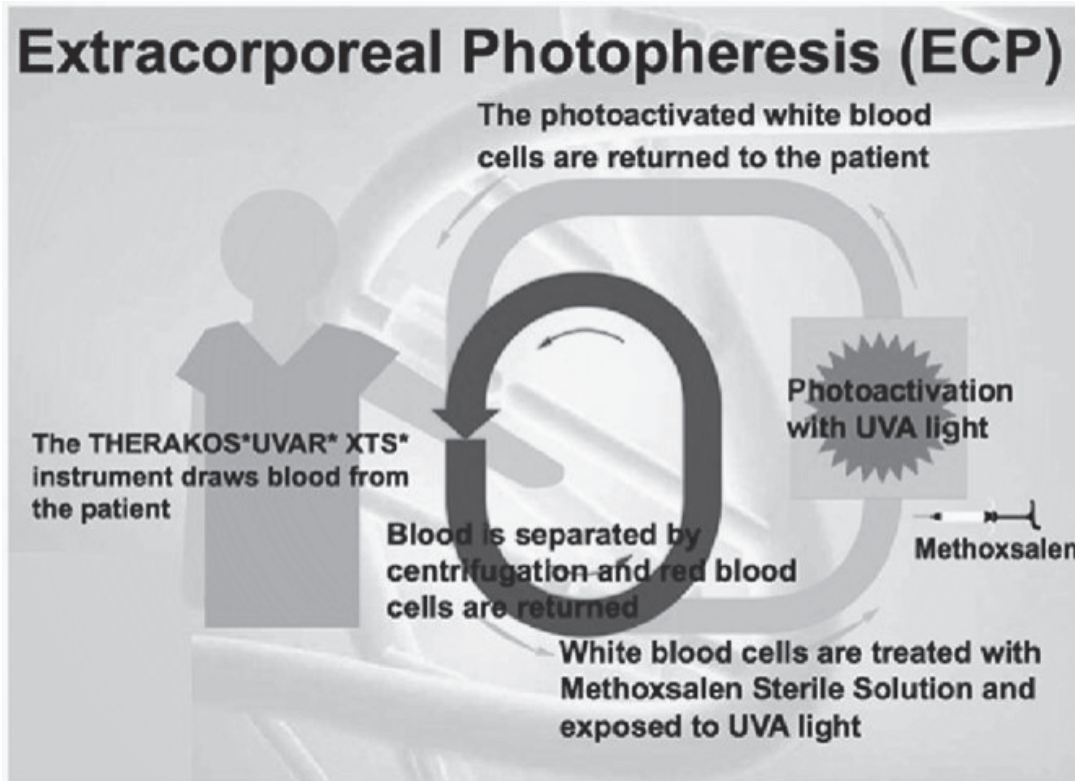 Extracorporeal Photopheresis (ECP)
The photoactivated white blood
cells are returned to the patient
Photoactivation
with UVA light
The THERAKOS*UVAR* XTS*
instrument draws blood from
the patient
Methoxsalen
Blood is separated by
centrifugation and red blood
cells are returned
White blood cells are treated with
Methoxsalen Sterile Solution and
exposed to UVA light